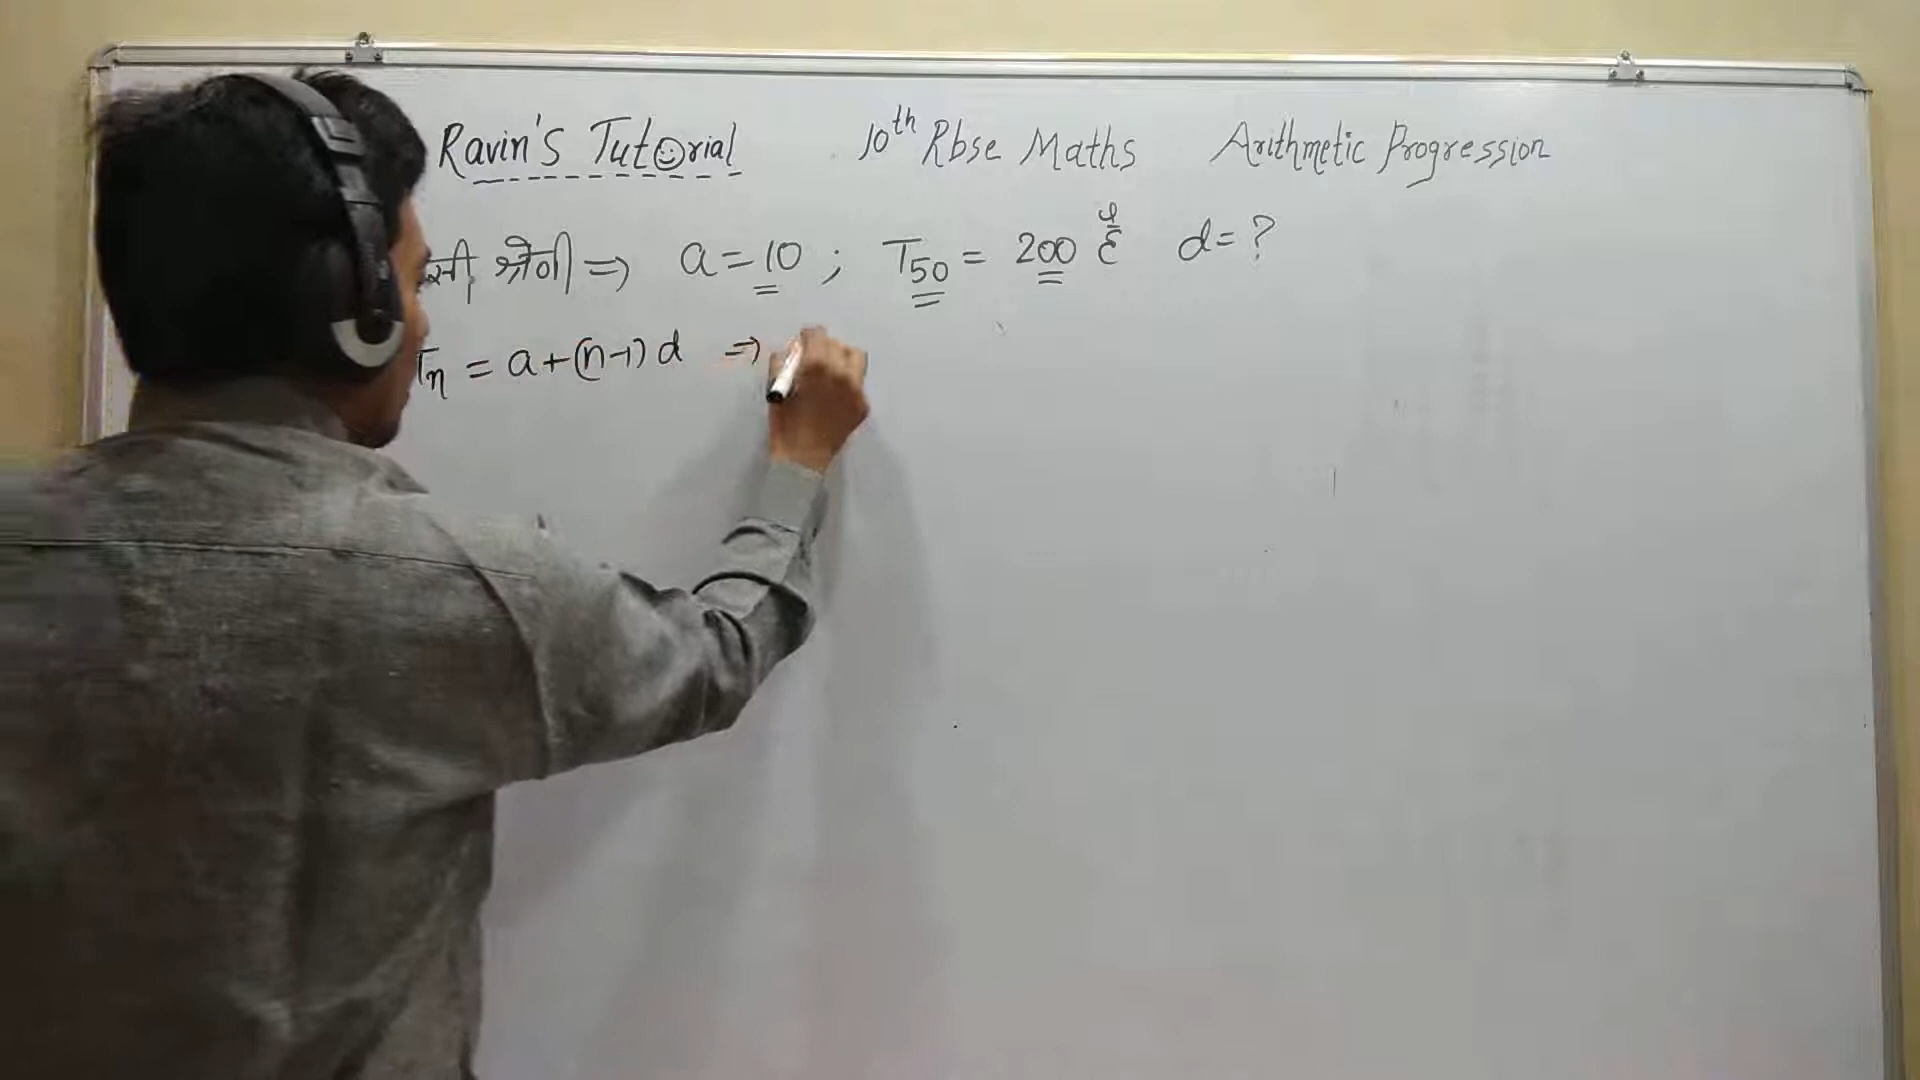 Ravin's Tutorial 10th Rbse Maths Arithmetic Progression
श्रेणी ⇒ a = 10 ; T50 = 200 है d = ?
Tn = a + (n-1) d ⇒